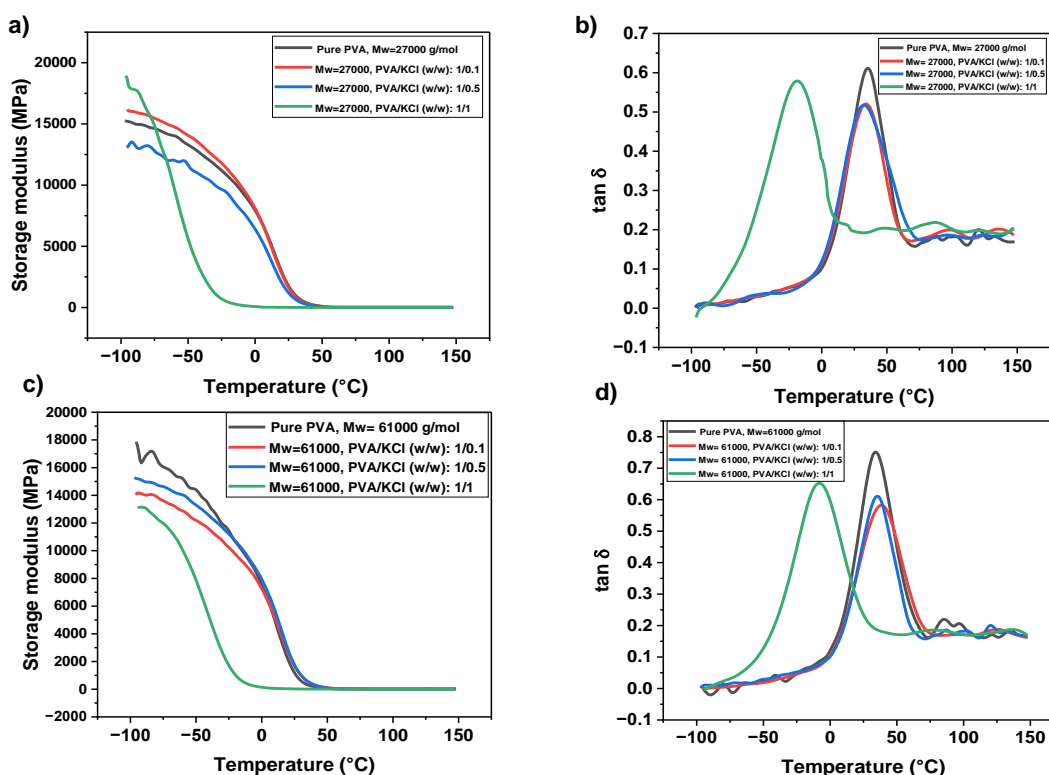 a)
Storage modulus (MPa)
20000
15000
10000
5000
0
Pure PVA, Mw=27000 g/mol
Mw=27000, PVA/KCl (w/w): 1/0.1
Mw=27000, PVA/KCl (w/w): 1/0.5
Mw=27000, PVA/KCl (w/w): 1/1
−100 −50 0 50 100 150
Temperature (°C)
b)
tan δ
0.7
0.6
0.5
0.4
0.3
0.2
0.1
0.0
−0.1
Pure PVA, Mw= 27000 g/mol
Mw= 27000, PVA/KCl (w/w): 1/0.1
Mw= 27000, PVA/KCl (w/w): 1/0.5
Mw= 27000, PVA/KCl (w/w): 1/1
−100 −50 0 50 100 150
Temperature (°C)
c)
Storage modulus (MPa)
20000
18000
16000
14000
12000
10000
8000
6000
4000
2000
0
−2000
Pure PVA, Mw= 61000 g/mol
Mw=61000, PVA/KCl (w/w): 1/0.1
Mw=61000, PVA/KCl (w/w): 1/0.5
Mw=61000, PVA/KCl (w/w): 1/1
−100 −50 0 50 100 150
Temperature (°C)
d)
tan δ
0.8
0.7
0.6
0.5
0.4
0.3
0.2
0.1
0.0
−0.1
Pure PVA, Mw=61000 g/mol
Mw= 61000, PVA/KCl (w/w): 1/0.1
Mw= 61000, PVA/KCl (w/w): 1/0.5
Mw= 61000, PVA/KCl (w/w): 1/1
−100 −50 0 50 100 150
Temperature (°C)